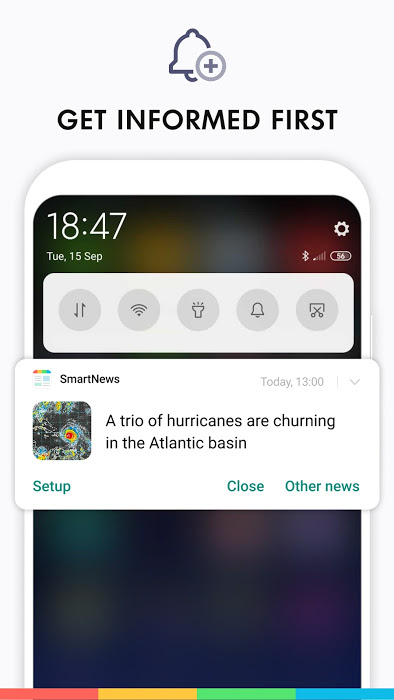 GET INFORMED FIRST
18:47
Tue, 15 Sep
56
SmartNews
Today, 13:00
A trio of hurricanes are churning
in the Atlantic basin
Setup
Close
Other news